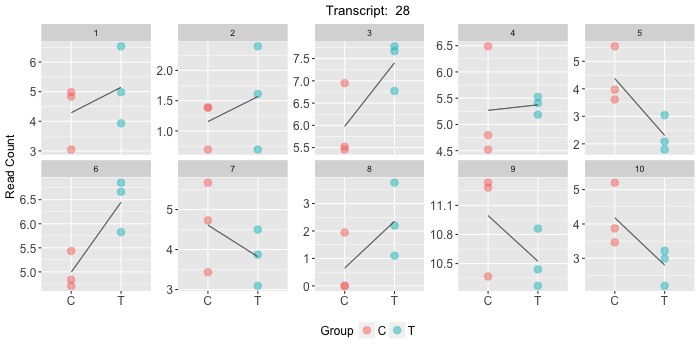 Transcript: 28
1 2 3 4 5
6 5 4 3
2.0 1.0
7.5 7.0 6.5 6.0 5.5
6.5 6.0 5.5 5.0 4.5
5 4 3 2
Read Count
6 7 8 9 10
6.5 6.0 5.5 5.0
5 4 3
3 2 1 0
11.1 10.8 10.5
5 4 3
C T C T C T C T C T
Group C T